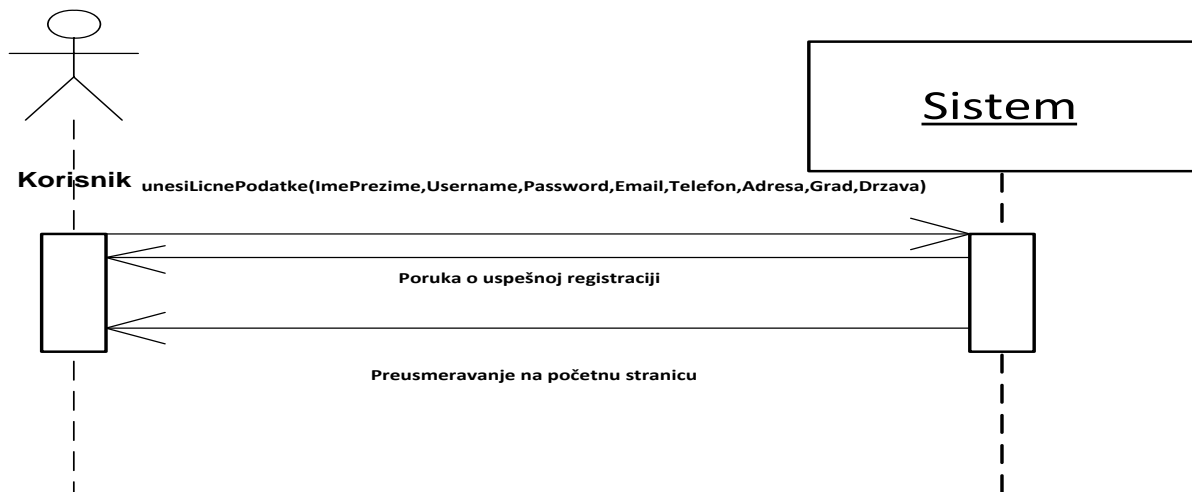 Sistem
Korisnik
unesiLicnePodatke(ImePrezime,Username,Password,Email,Telefon,Adresa,Grad,Drzava)
Poruka o uspešnoj registraciji
Preusmeravanje na početnu stranicu